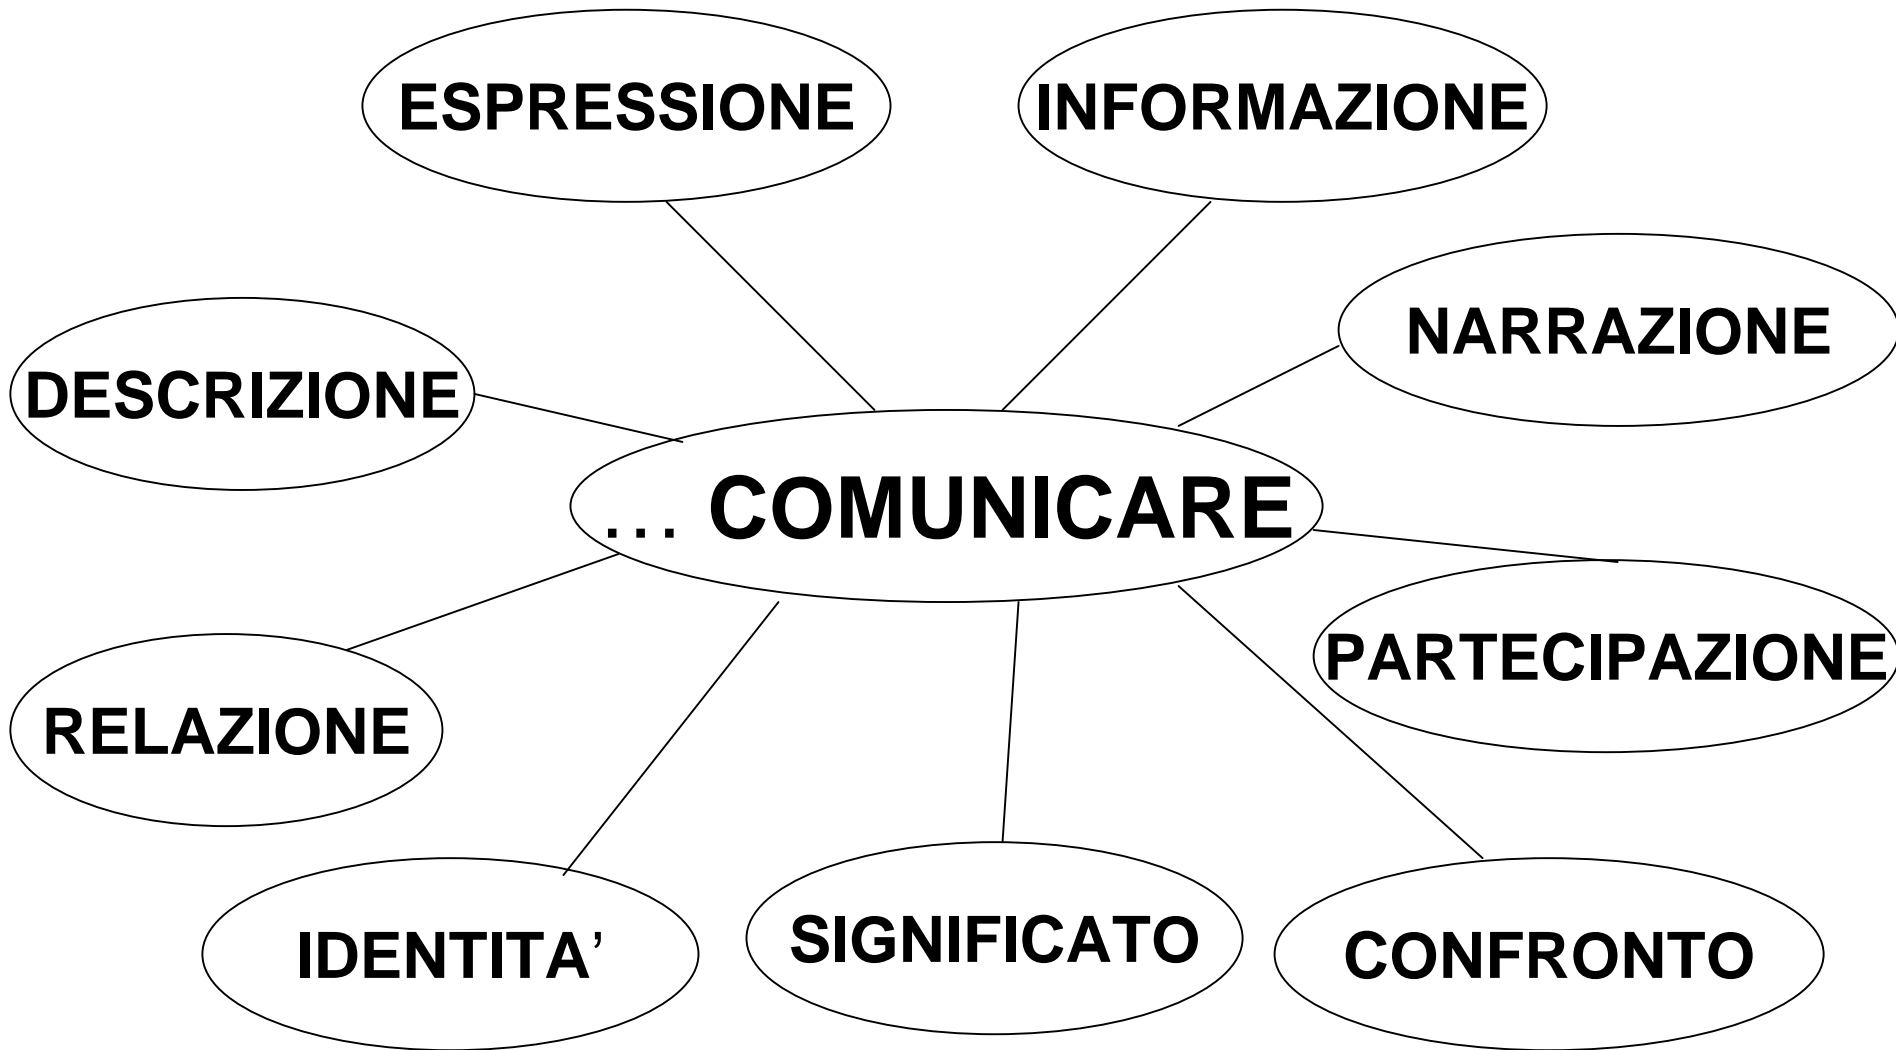 ESPRESSIONE
INFORMAZIONE
NARRAZIONE
DESCRIZIONE
... COMUNICARE
PARTECIPAZIONE
RELAZIONE
SIGNIFICATO
IDENTITA’
CONFRONTO